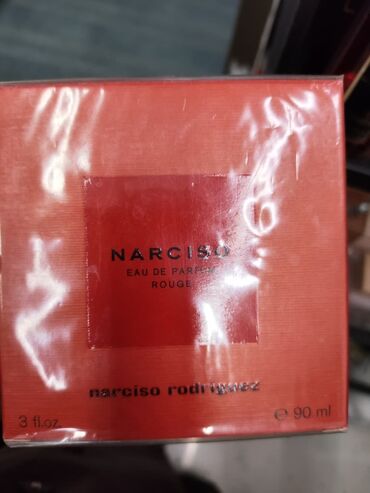 NARCISO
EAU DE PARFUM
ROUGE
narciso rodriguez
3 fl.oz. ℮ 90 ml